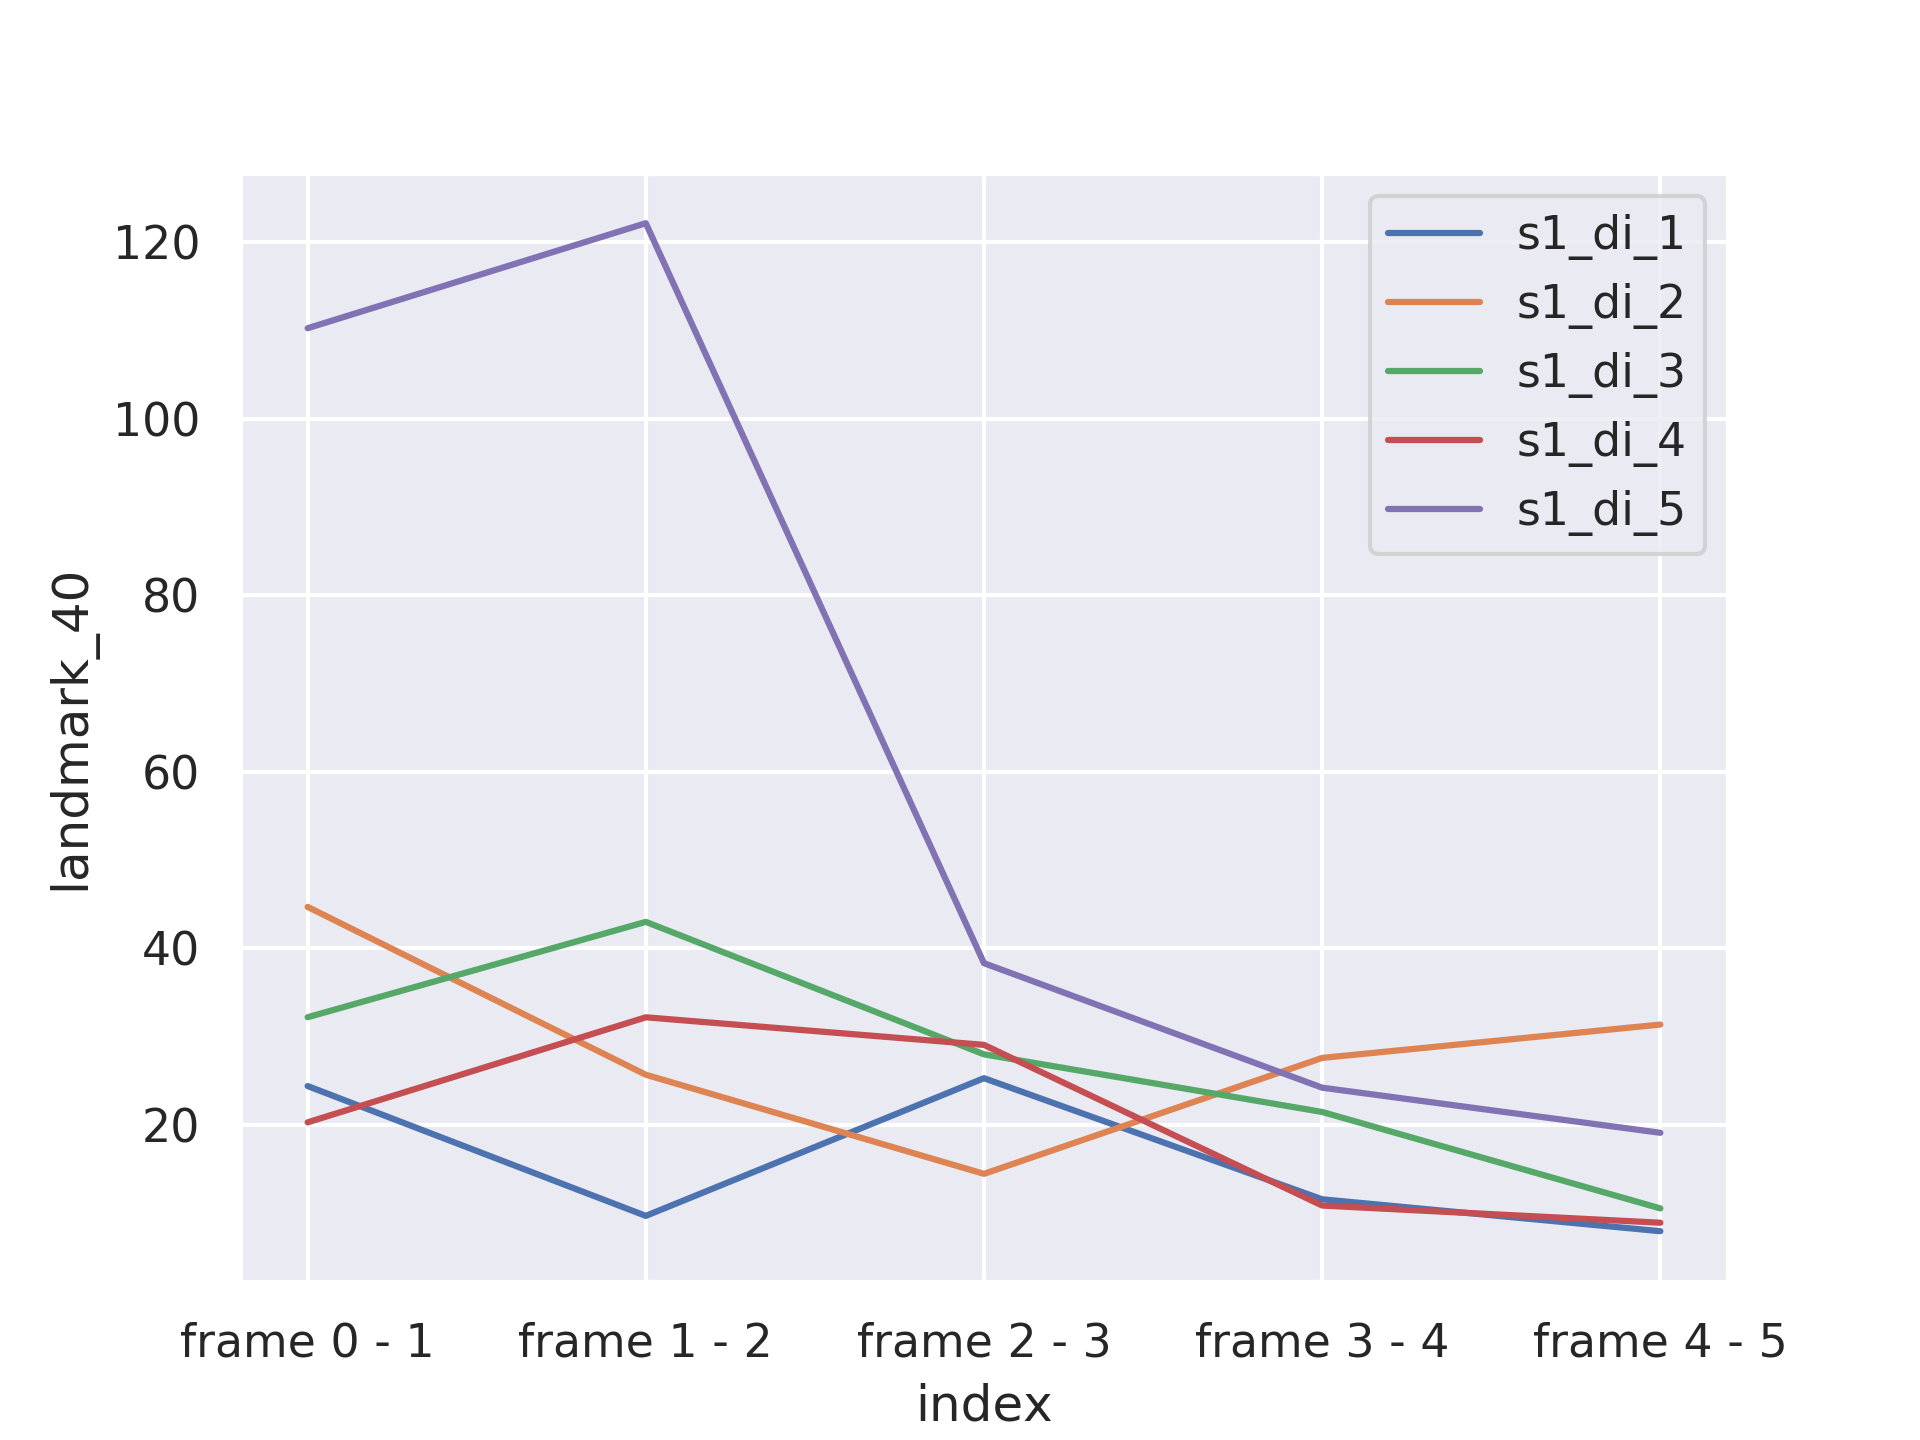 120
100
80
60
40
20
landmark_40
s1_di_1
s1_di_2
s1_di_3
s1_di_4
s1_di_5
frame 0 - 1
frame 1 - 2
frame 2 - 3
frame 3 - 4
frame 4 - 5
index